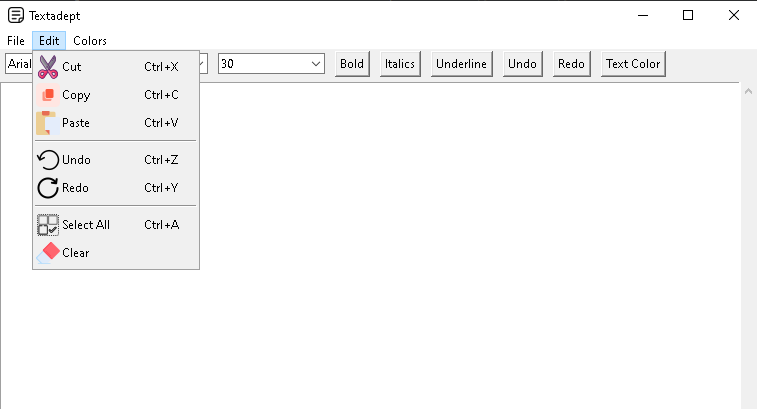 Textadept
File Edit Colors
Arial 30 Bold Italics Underline Undo Redo Text Color
Cut Ctrl+X
Copy Ctrl+C
Paste Ctrl+V
Undo Ctrl+Z
Redo Ctrl+Y
Select All Ctrl+A
Clear